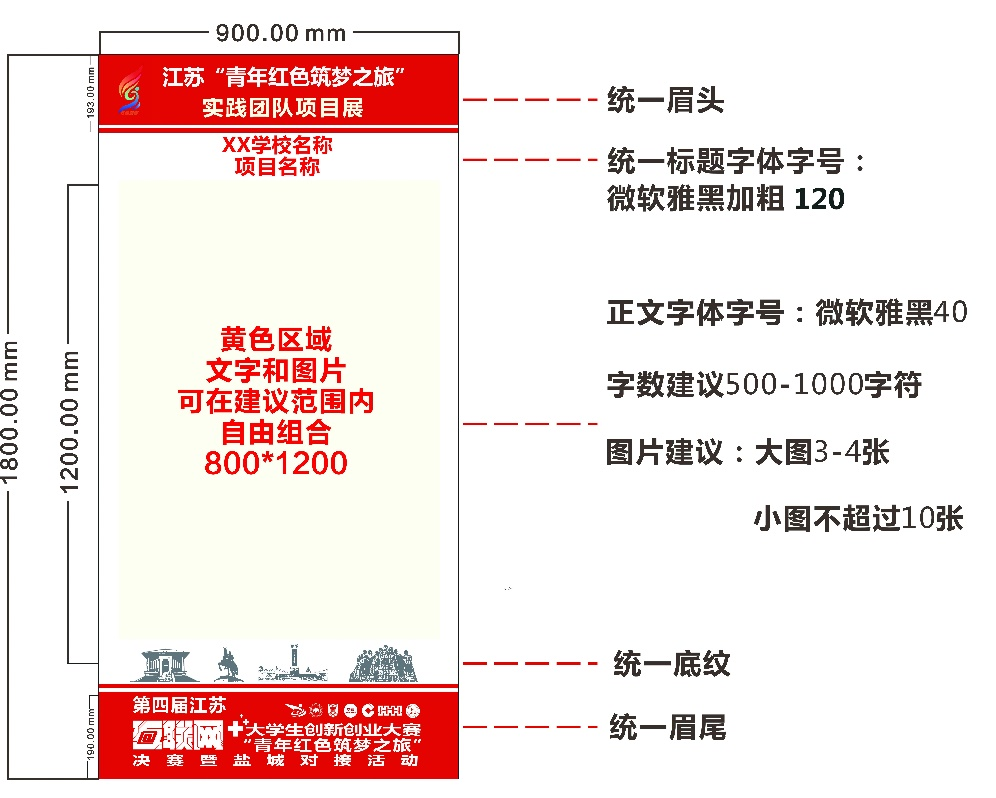 900.00 mm
193.00 mm
江苏“青年红色筑梦之旅”
实践团队项目展
统一眉头
XX学校名称
项目名称
统一标题字体字号：
微软雅黑加粗 120
1800.00 mm
1200.00 mm
黄色区域
文字和图片
可在建议范围内
自由组合
800*1200
正文字体字号：微软雅黑40
字数建议500-1000字符
图片建议：大图3-4张
小图不超过10张
统一底纹
190.00 mm
第四届江苏
互联网+大学生创新创业大赛
“青年红色筑梦之旅”
决赛暨盐城对接活动
统一眉尾